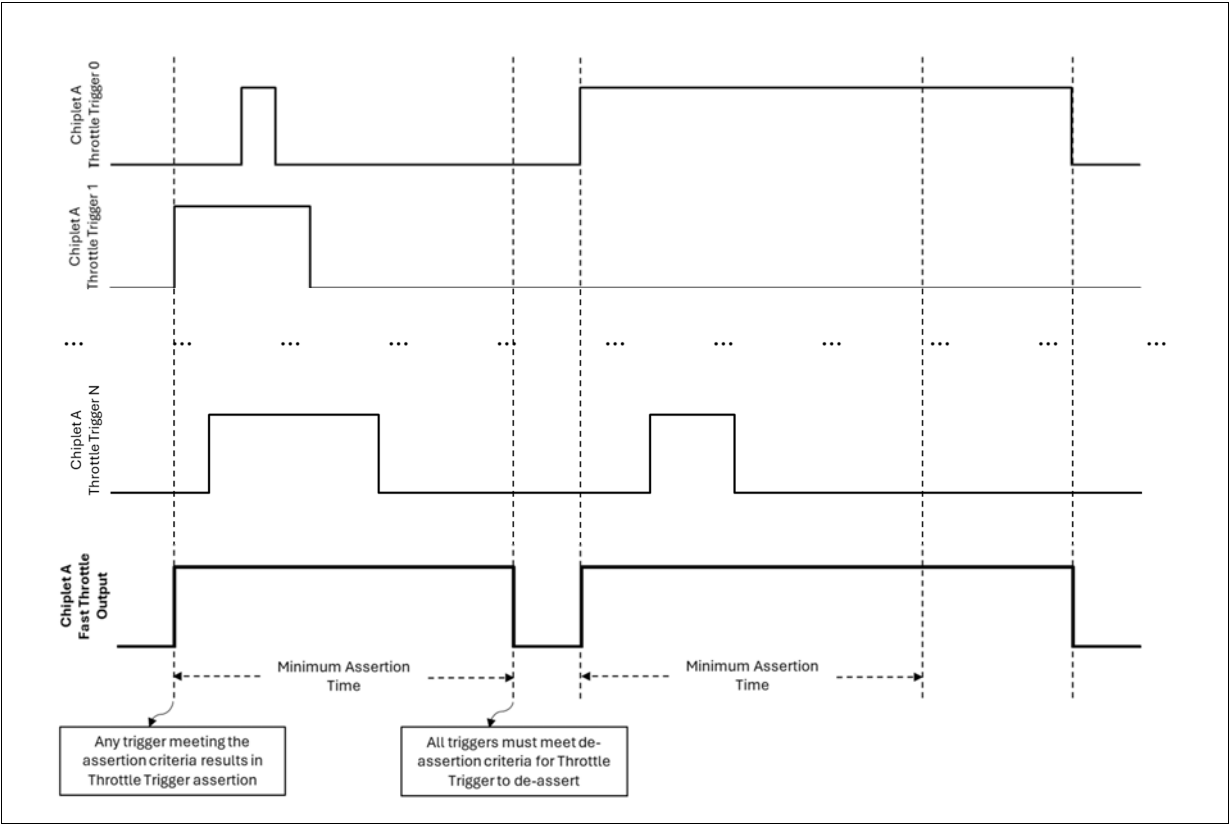 Chiplet A
Throttle Trigger 0
Chiplet A
Throttle Trigger 1
... ... ... ... ... ... ... ... ... ... ...
Chiplet A
Throttle Trigger N
Chiplet A
Fast Throttle
Output
Minimum Assertion
Time
Minimum Assertion
Time
Any trigger meeting the
assertion criteria results in
Throttle Trigger assertion
All triggers must meet de-
assertion criteria for Throttle
Trigger to de-assert